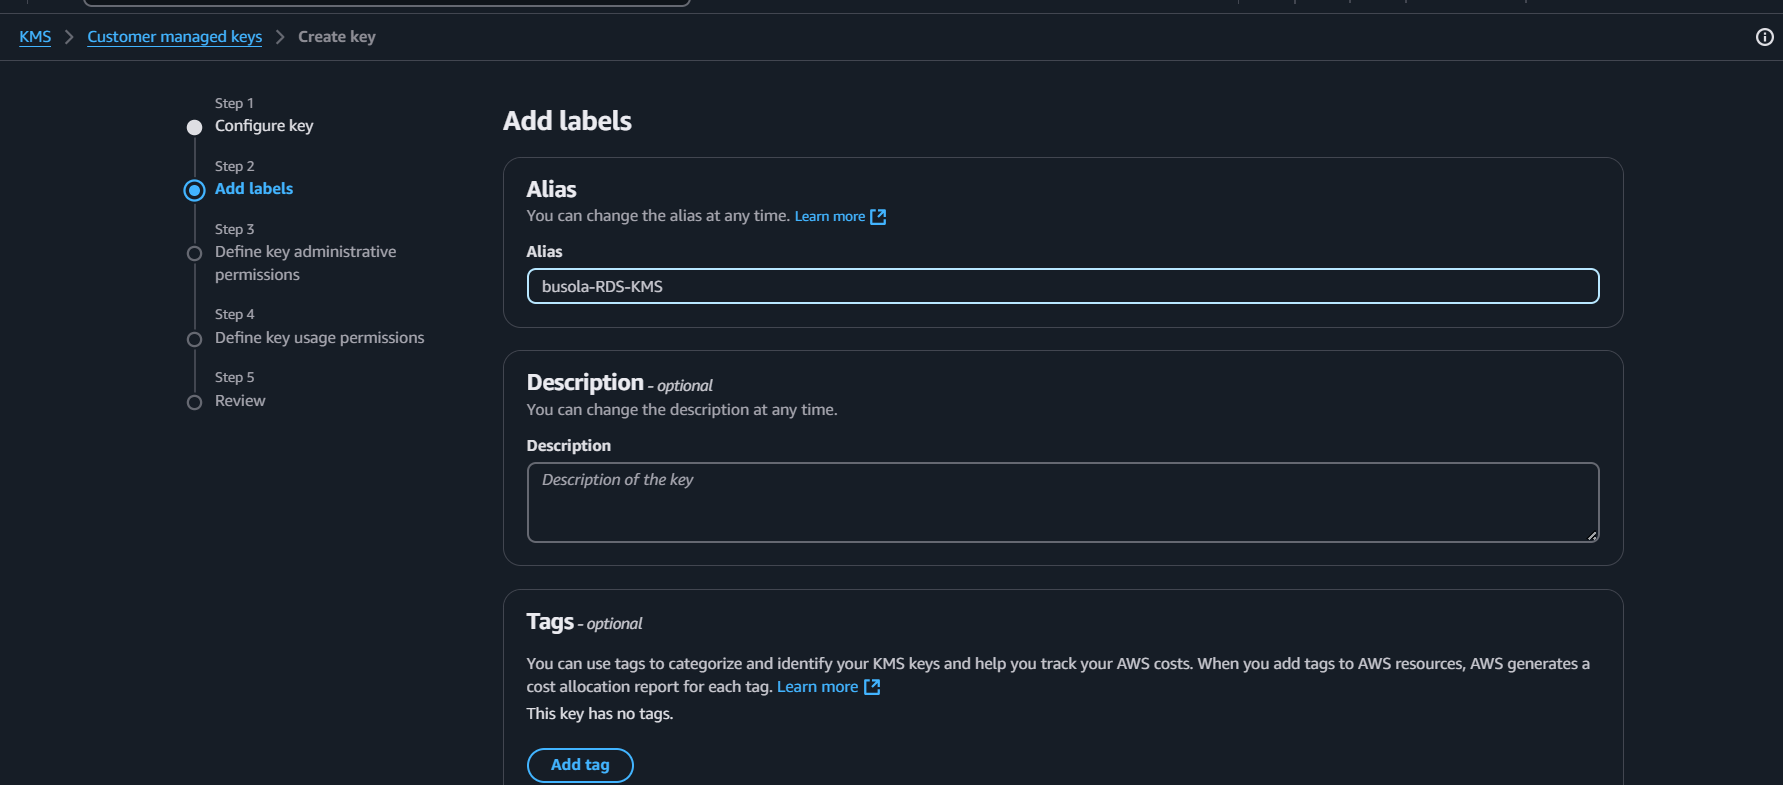 KMS > Customer managed keys > Create key
Step 1
Configure key
Step 2
Add labels
Step 3
Define key administrative
permissions
Step 4
Define key usage permissions
Step 5
Review
Add labels
Alias
You can change the alias at any time. Learn more
Alias
busola-RDS-KMS
Description - optional
You can change the description at any time.
Description
Description of the key
Tags - optional
You can use tags to categorize and identify your KMS keys and help you track your AWS costs. When you add tags to AWS resources, AWS generates a
cost allocation report for each tag. Learn more
This key has no tags.
Add tag